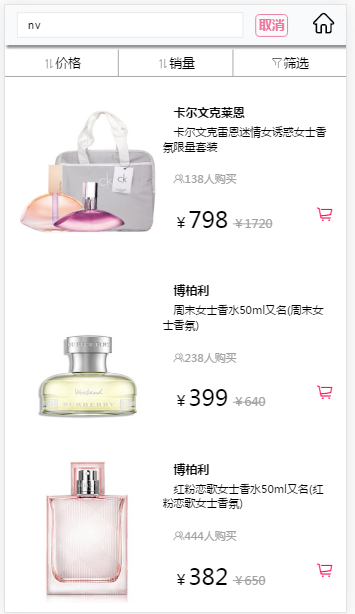 nv 取消
价格 销量 筛选
卡尔文克莱恩
卡尔文克雷恩迷情女诱惑女士香
氛限量套装
138人购买
￥798 ￥1720
博柏利
周末女士香水50ml又名(周末女
士香氛)
238人购买
￥399 ￥640
Weekend
BURBERRY
博柏利
红粉恋歌女士香水50ml又名(红
粉恋歌女士香氛)
444人购买
￥382 ￥650